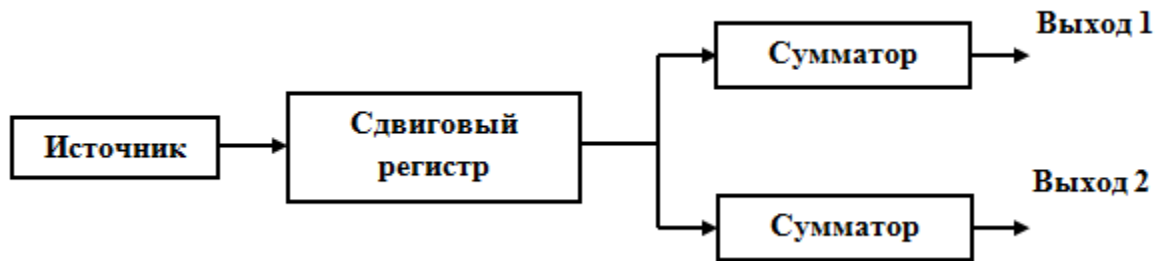 Источник
Сдвиговый
регистр
Сумматор
Выход 1
Сумматор
Выход 2